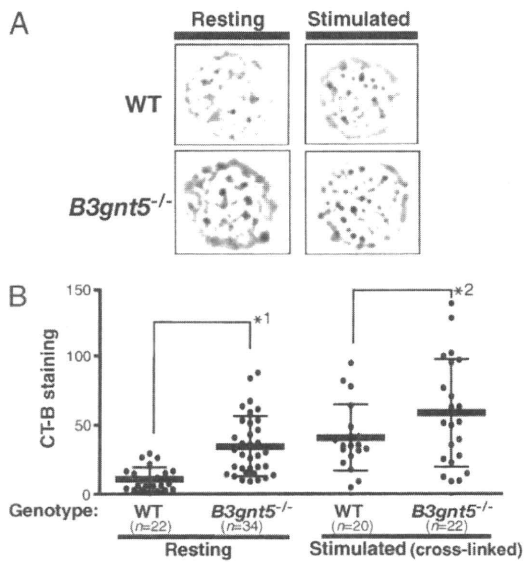 A
Resting Stimulated
WT
B3gnt5-/-
B
150
*1
*2
100
CT-B staining
50
0
Genotype: WT B3gnt5-/- WT B3gnt5-/-
(n=22) (n=34) (n=20) (n=22)
Resting Stimulated (cross-linked)